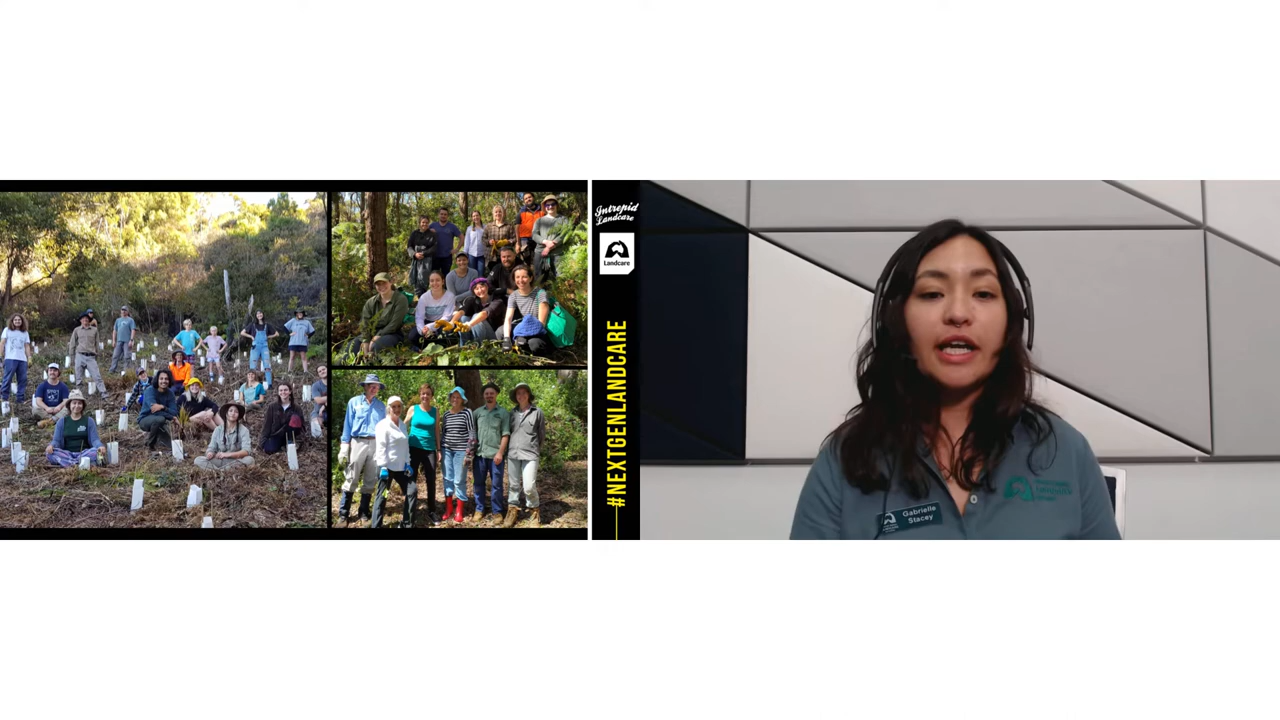 Intrepid
Landcare
Landcare
#NEXTGENLANDCARE
Gabrielle
Stacey